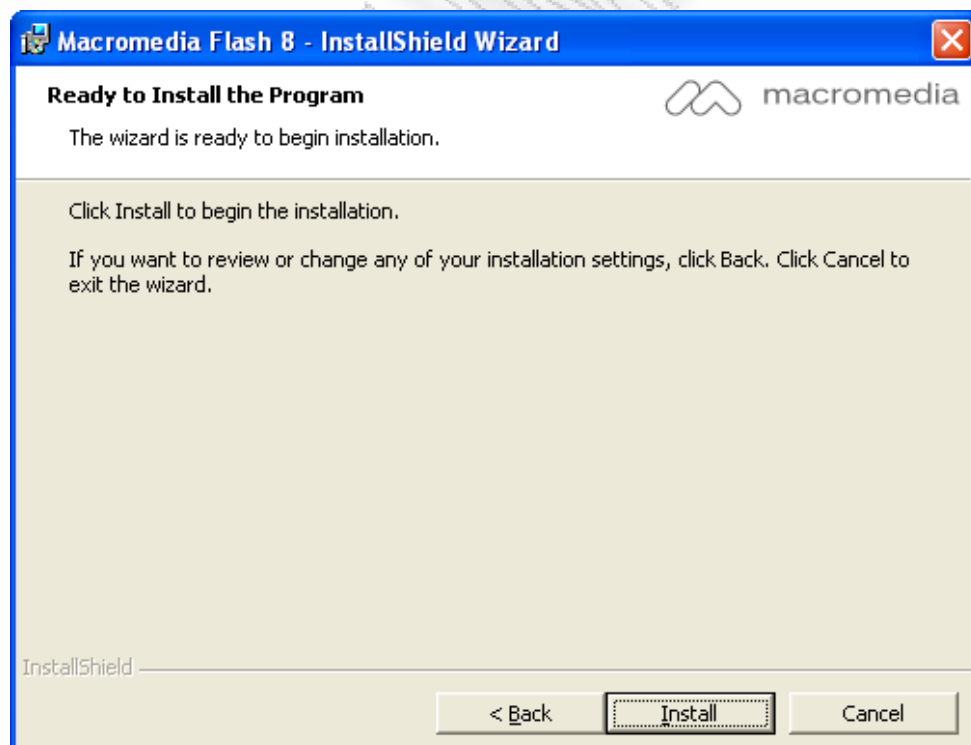 Macromedia Flash 8 - InstallShield Wizard
Ready to Install the Program
macromedia
The wizard is ready to begin installation.
Click Install to begin the installation.
If you want to review or change any of your installation settings, click Back. Click Cancel to
exit the wizard.
InstallShield
< Back
Install
Cancel